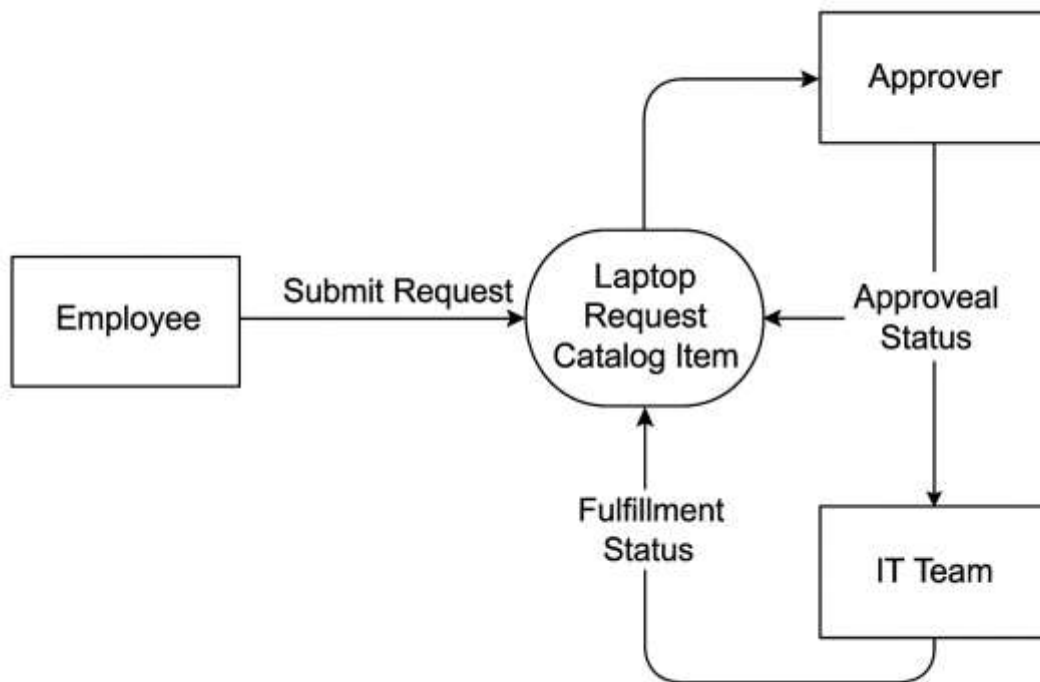 Approver
Employee
Submit Request
Laptop
Request
Catalog Item
Approveal
Status
Fulfillment
Status
IT Team